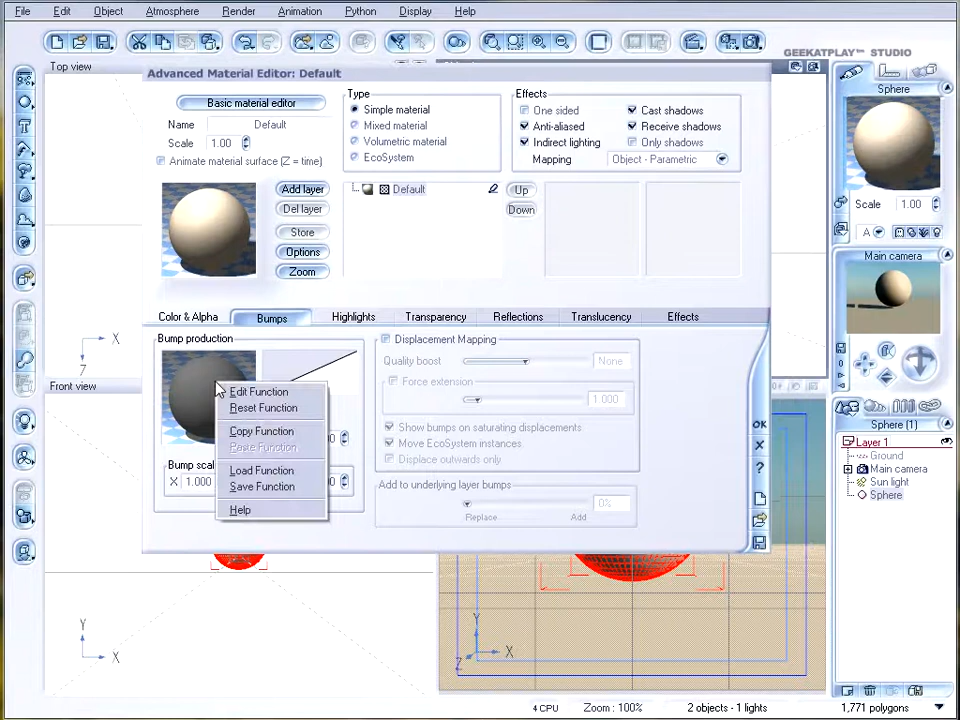 File Edit Object Atmosphere Render Animation Python Display Help
GEEKATPLAY™ STUDIO
Top view
Advanced Material Editor: Default
Sphere
Basic material editor
Type
Effects
Name Default
Simple material
One sided
Cast shadows
Mixed material
Anti-aliased
Receive shadows
Scale 1.00
Volumetric material
Indirect lighting
Only shadows
Animate material surface (Z = time)
EcoSystem
Mapping Object - Parametric
Add layer
Default
Up
Del layer
Down
Store
Options
Zoom
Scale 1.00
A
Main camera
Color & Alpha Bumps Highlights Transparency Reflections Translucency Effects
X
Z
Front view
Bump production
Displacement Mapping
Quality boost None
Force extension
1.000
Show bumps on saturating displacements
Move EcoSystem instances
Displace outwards only
Add to underlying layer bumps
0%
Replace Add
Edit Function
Reset Function
Copy Function
Paste Function
Load Function
Save Function
Help
Bump scal
X 1.000
OK
?
Sphere (1)
Layer 1
Ground
Main camera
Sun light
Sphere
Y
X
Y
X
Z
4 CPU Zoom : 100% 2 objects - 1 lights 1,771 polygons